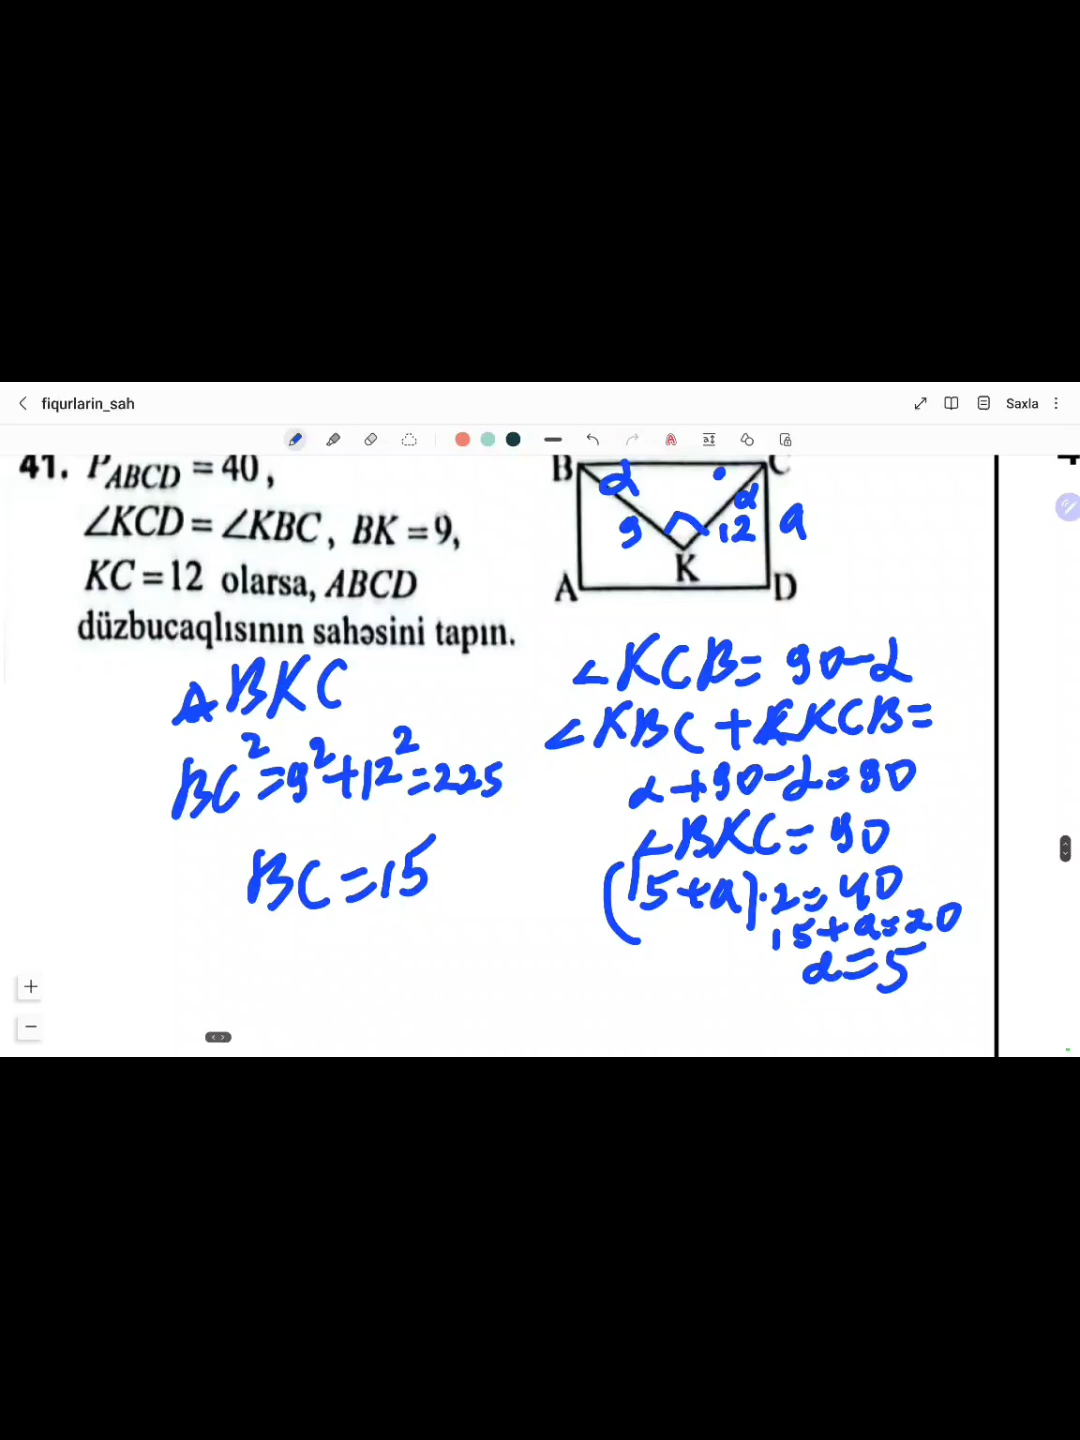 fiqurlarin_sah
Saxla
41. P_ABCD = 40,
∠KCD = ∠KBC, BK = 9,
KC = 12 olarsa, ABCD
düzbucaqlısının sahəsini tapın.
B C
α α
9 12 a
K
A D
∆BKC
BC²=9²+12²=225
BC=15
∠KCB= 90-α
∠KBC+∠KCB=
α+90-α=90
∠BKC=90
(15+a)·2=40
15+a=20
a=5